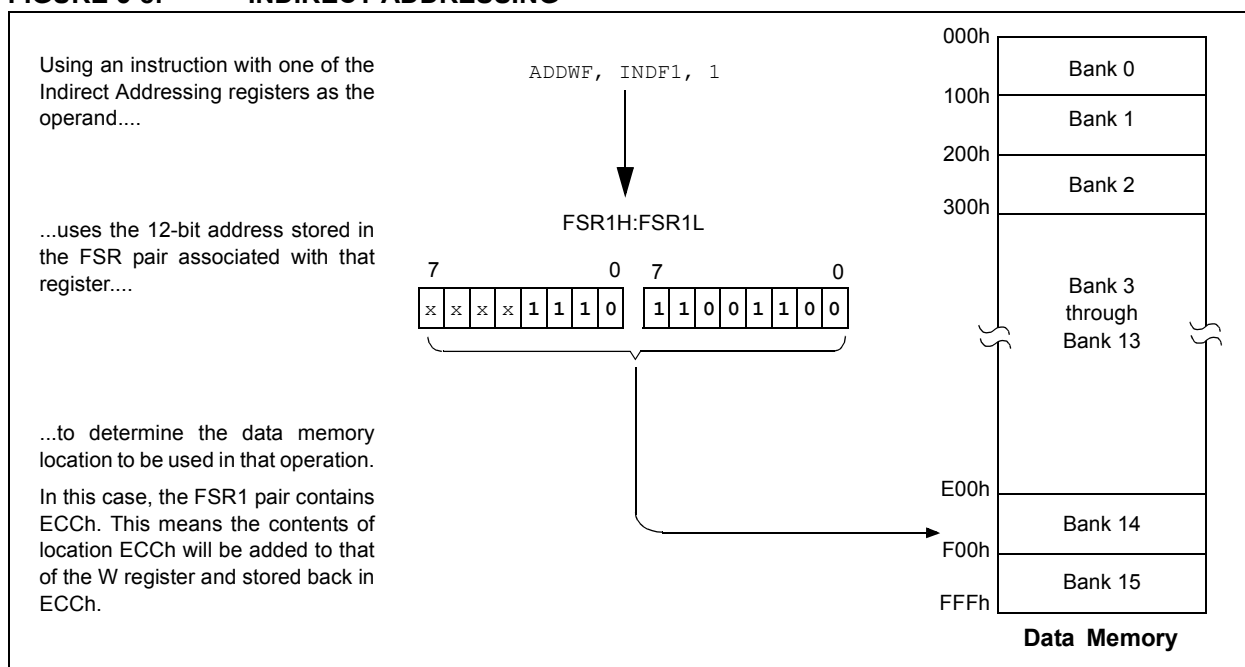 FIGURE 6-8: INDIRECT ADDRESSING
Using an instruction with one of the
Indirect Addressing registers as the
operand....
ADDWF, INDF1, 1
...uses the 12-bit address stored in
the FSR pair associated with that
register....
FSR1H:FSR1L
7 0 7 0
x x x x 1 1 1 0 1 1 0 0 1 1 0 0
...to determine the data memory
location to be used in that operation.
In this case, the FSR1 pair contains
ECCh. This means the contents of
location ECCh will be added to that
of the W register and stored back in
ECCh.
000h
Bank 0
100h
Bank 1
200h
Bank 2
300h
Bank 3
through
Bank 13
E00h
Bank 14
F00h
Bank 15
FFFh
Data Memory